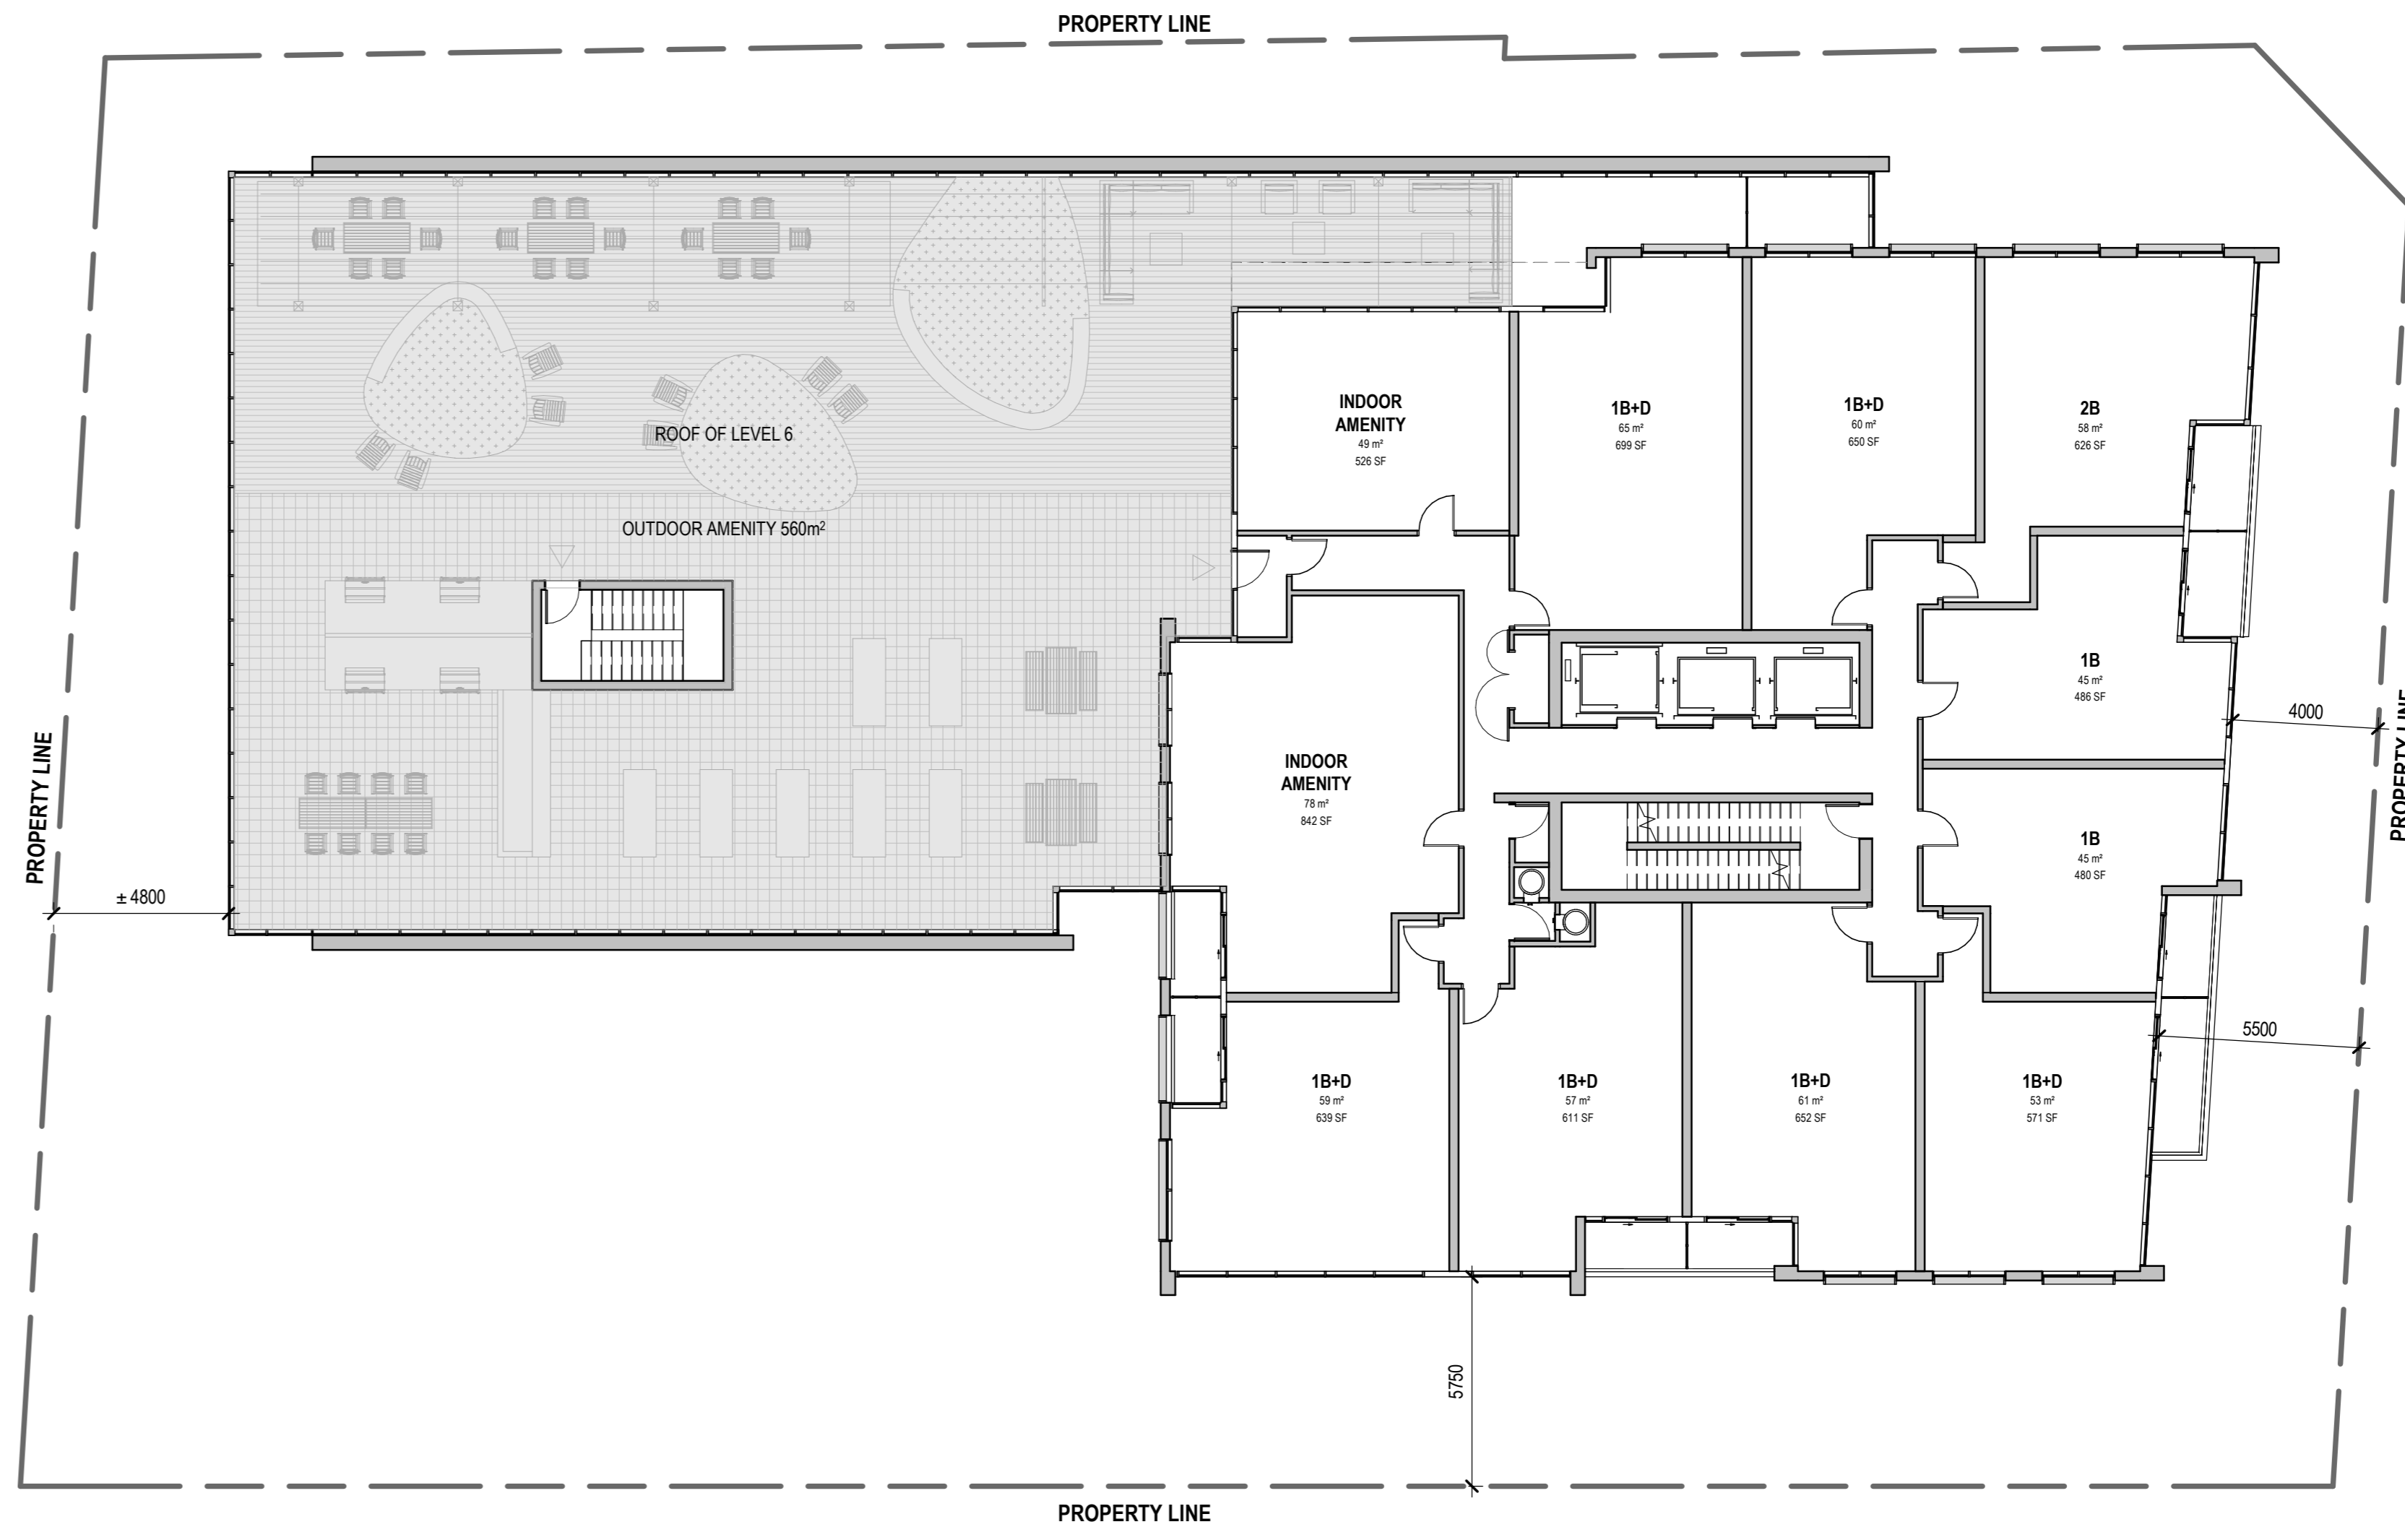 PROPERTY LINE
INDOOR
AMENITY
49 m²
526 SF
1B+D
65 m²
699 SF
1B+D
60 m²
650 SF
2B
58 m²
626 SF
ROOF OF LEVEL 6
OUTDOOR AMENITY 560m²
1B
45 m²
486 SF
4000
PROPERTY LINE
PROPERTY LINE
INDOOR
AMENITY
78 m²
842 SF
1B
45 m²
480 SF
± 4800
5500
1B+D
59 m²
639 SF
1B+D
57 m²
611 SF
1B+D
61 m²
652 SF
1B+D
53 m²
571 SF
5750
PROPERTY LINE